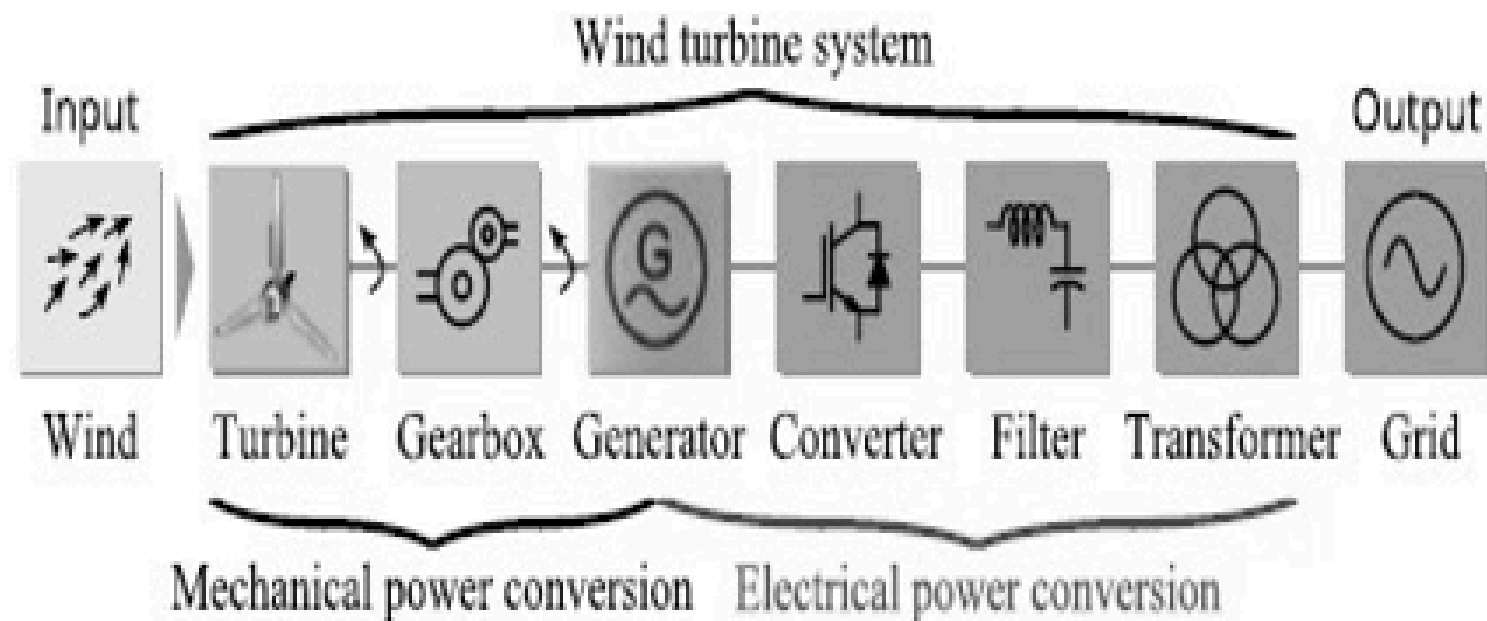 Wind turbine system
Input
Output
G
Wind
Turbine
Gearbox
Generator
Converter
Filter
Transformer
Grid
Mechanical power conversion
Electrical power conversion